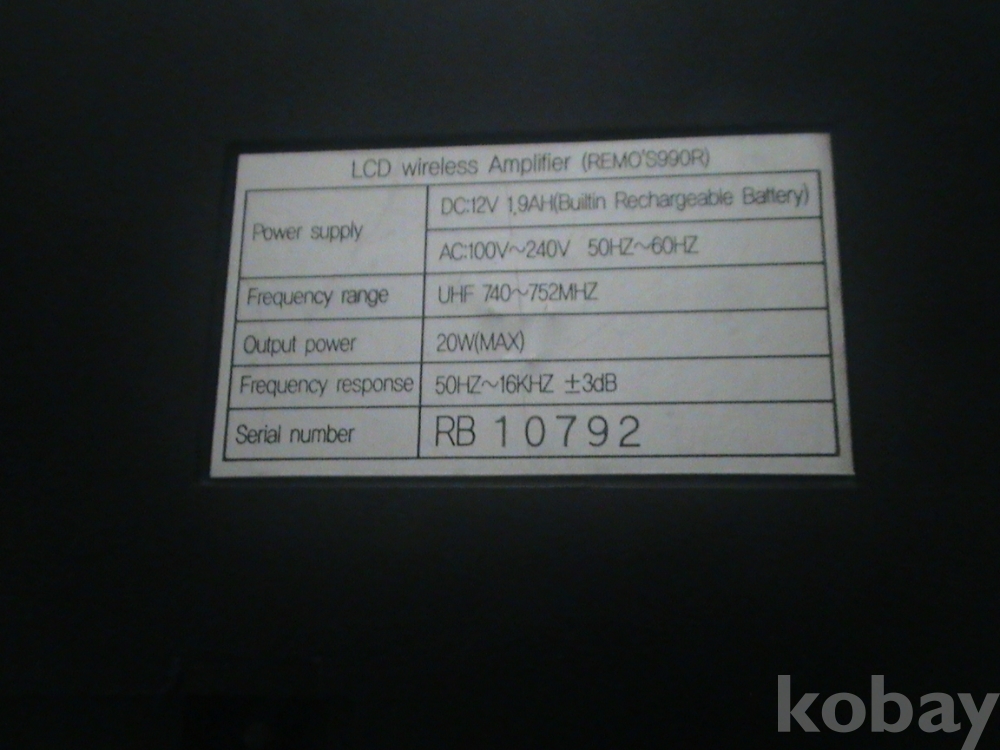 LCD wireless Amplifier (REMO'S990R)
Power supply
DC:12V 1.9AH(Builtin Rechargeable Battery)
AC:100V~240V 50HZ~60HZ
Frequency range UHF 740~752MHZ
Output power 20W(MAX)
Frequency response 50HZ~16KHZ ±3dB
Serial number RB 10792
kobay